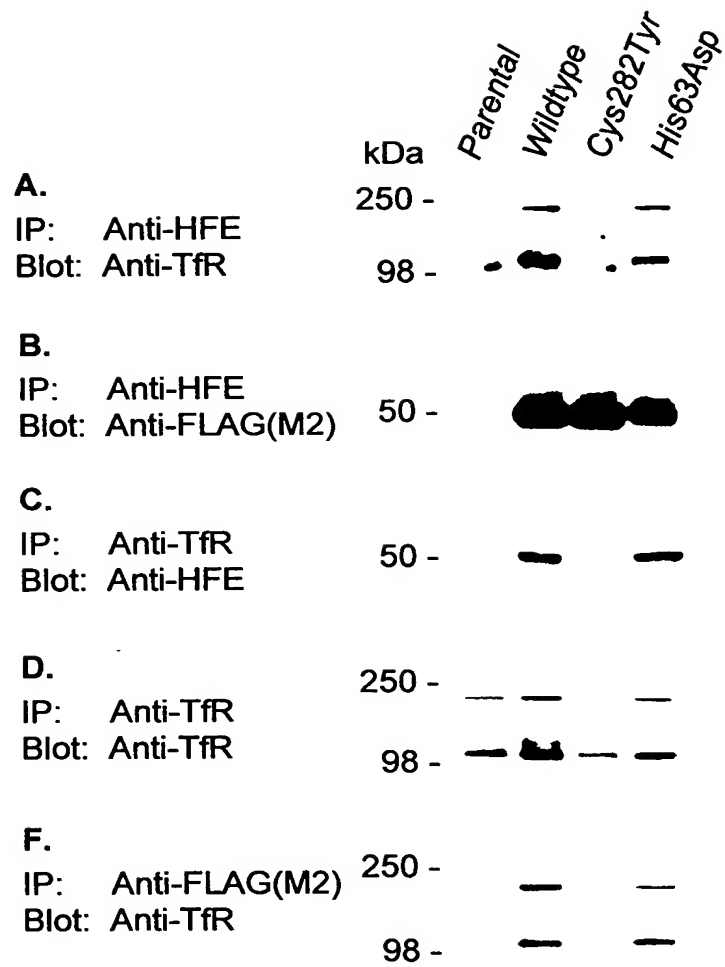 Parental Wildtype Cys282Tyr His63Asp
kDa
A.
IP: Anti-HFE
Blot: Anti-TfR
250 -
98 -
B.
IP: Anti-HFE
Blot: Anti-FLAG(M2)
50 -
C.
IP: Anti-TfR
Blot: Anti-HFE
50 -
D.
IP: Anti-TfR
Blot: Anti-TfR
250 -
98 -
F.
IP: Anti-FLAG(M2)
Blot: Anti-TfR
250 -
98 -